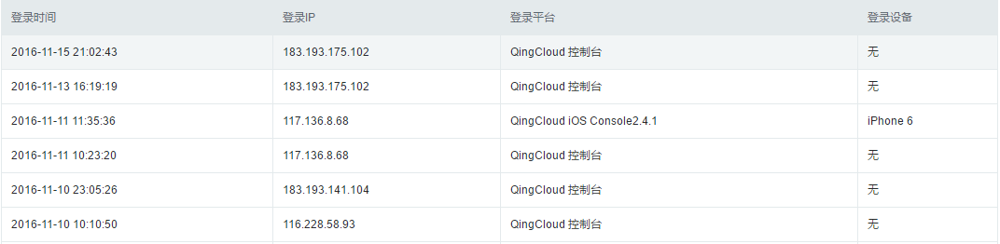 登录时间 登录IP 登录平台 登录设备
2016-11-15 21:02:43 183.193.175.102 QingCloud 控制台 无
2016-11-13 16:19:19 183.193.175.102 QingCloud 控制台 无
2016-11-11 11:35:36 117.136.8.68 QingCloud iOS Console2.4.1 iPhone 6
2016-11-11 10:23:20 117.136.8.68 QingCloud 控制台 无
2016-11-10 23:05:26 183.193.141.104 QingCloud 控制台 无
2016-11-10 10:10:50 116.228.58.93 QingCloud 控制台 无